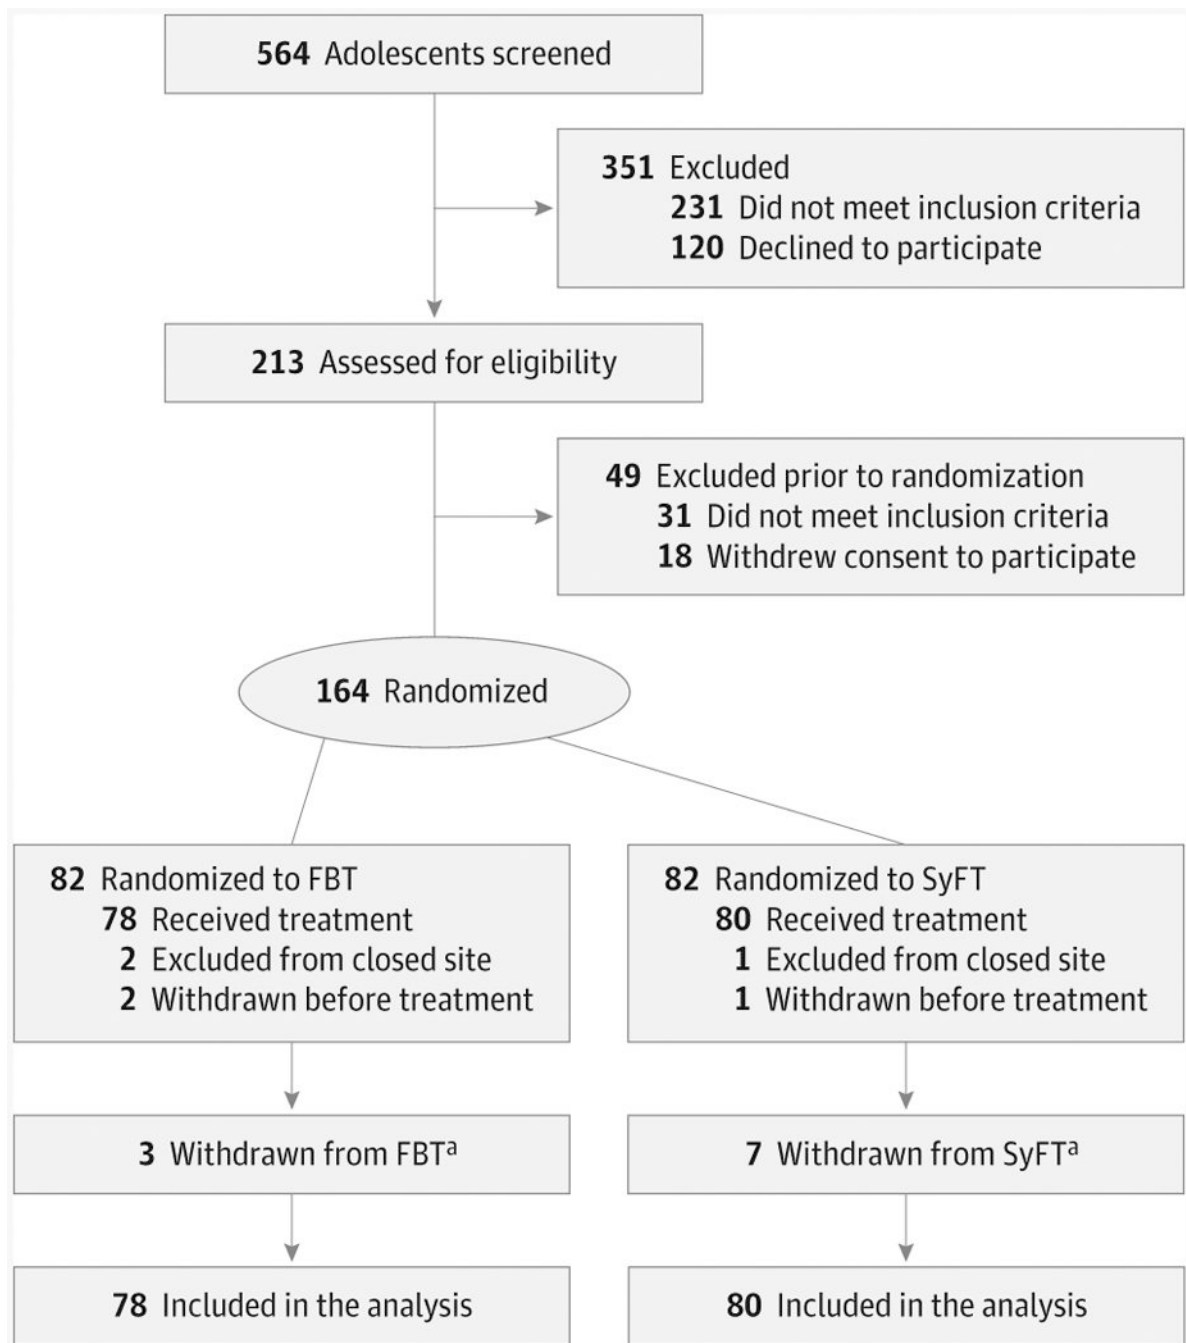 564 Adolescents screened
351 Excluded
231 Did not meet inclusion criteria
120 Declined to participate
213 Assessed for eligibility
49 Excluded prior to randomization
31 Did not meet inclusion criteria
18 Withdrew consent to participate
164 Randomized
82 Randomized to FBT
78 Received treatment
2 Excluded from closed site
2 Withdrawn before treatment
82 Randomized to SyFT
80 Received treatment
1 Excluded from closed site
1 Withdrawn before treatment
3 Withdrawn from FBTᵃ
7 Withdrawn from SyFTᵃ
78 Included in the analysis
80 Included in the analysis